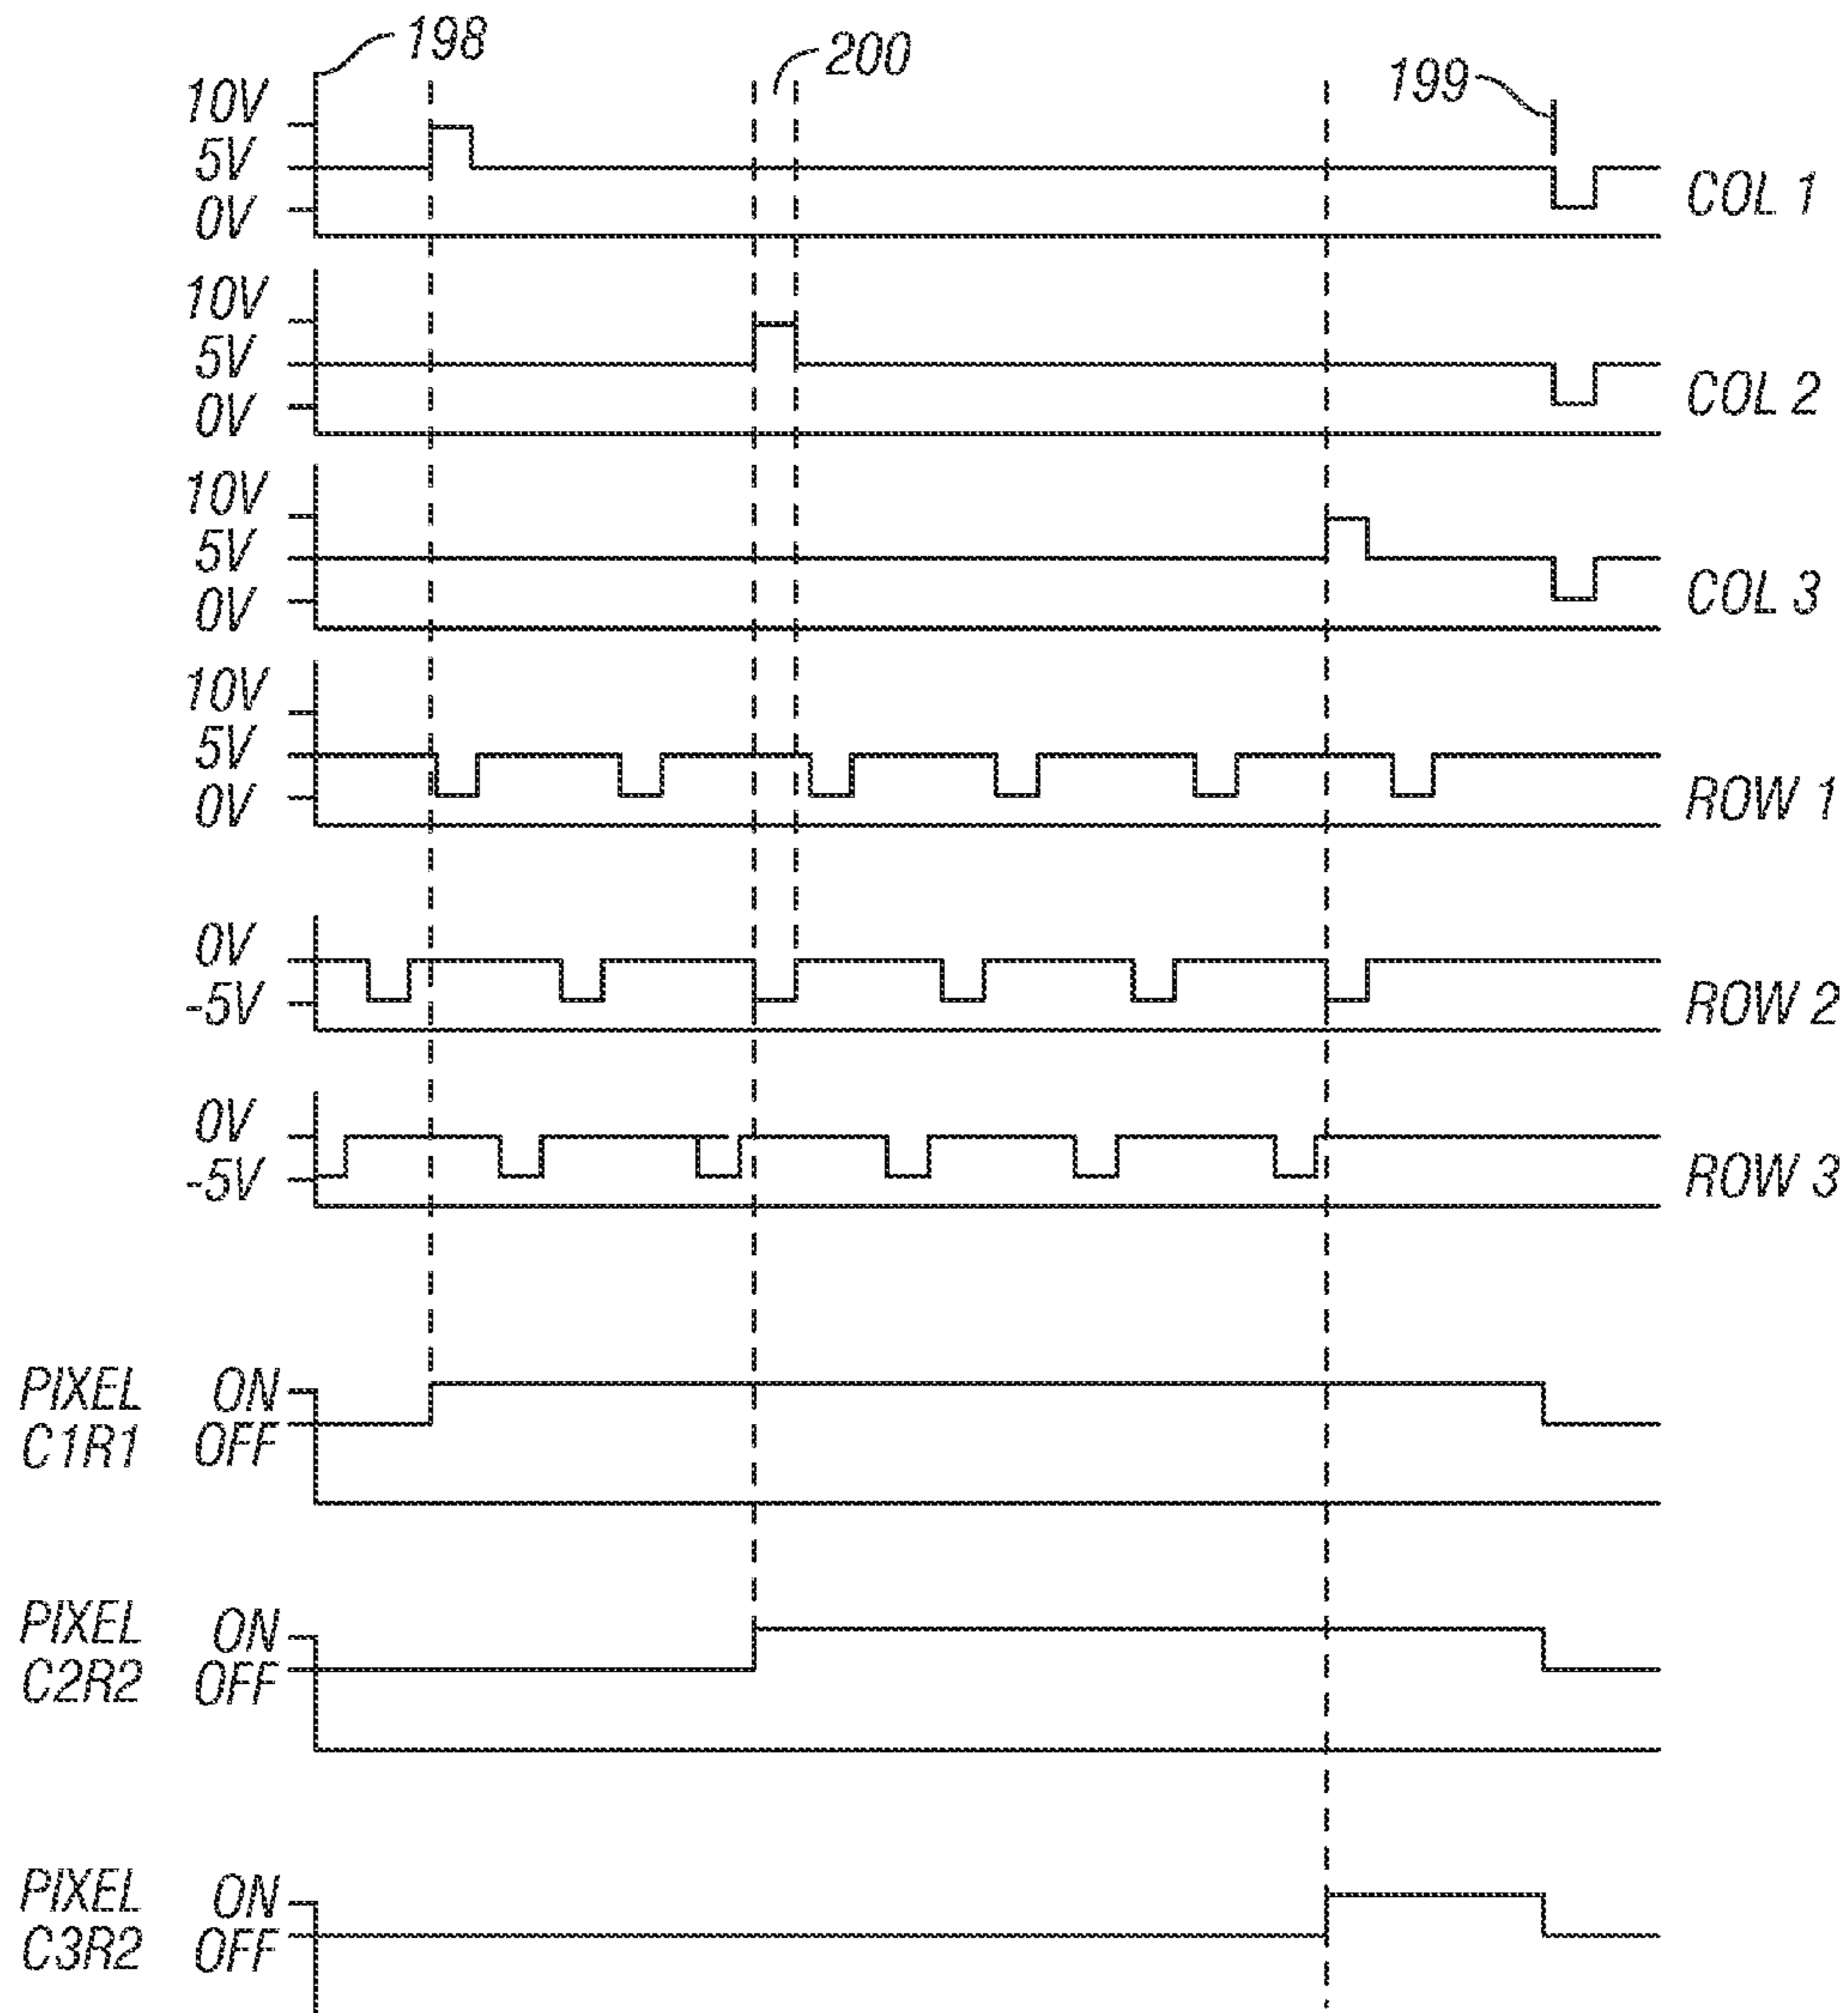 198
200
199
10V
5V
0V
COL 1
10V
5V
0V
COL 2
10V
5V
0V
COL 3
10V
5V
0V
ROW 1
0V
-5V
ROW 2
0V
-5V
ROW 3
PIXEL ON
C1R1 OFF
PIXEL ON
C2R2 OFF
PIXEL ON
C3R2 OFF